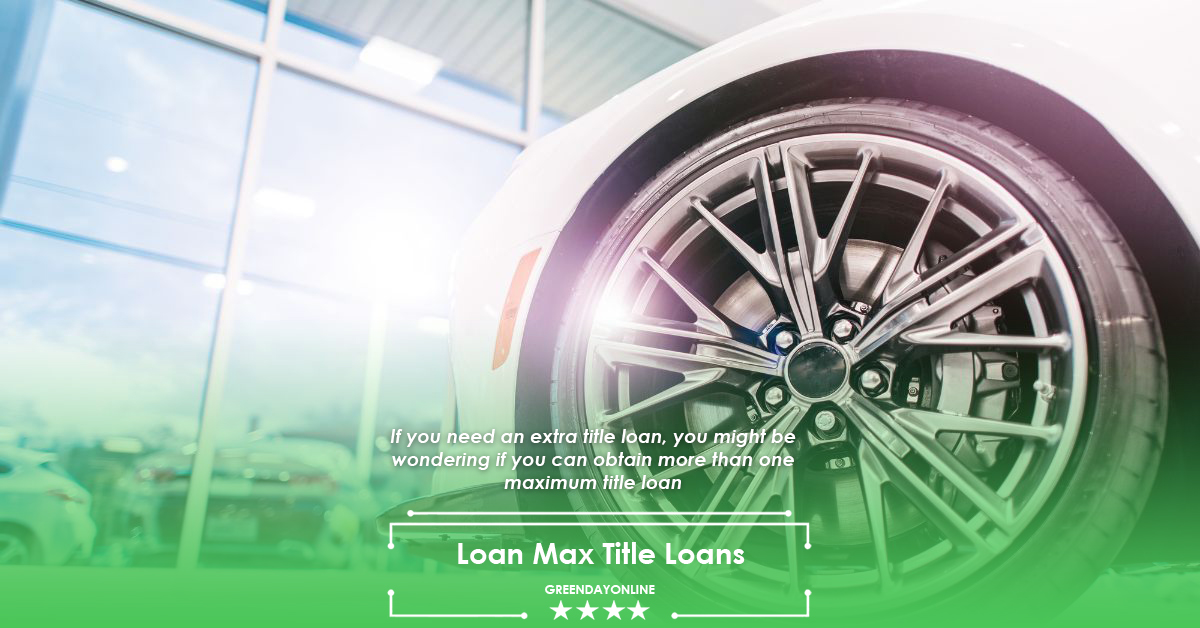 If you need an extra title loan, you might be
wondering if you can obtain more than one
maximum title loan
Loan Max Title Loans
GREENDAYONLINE